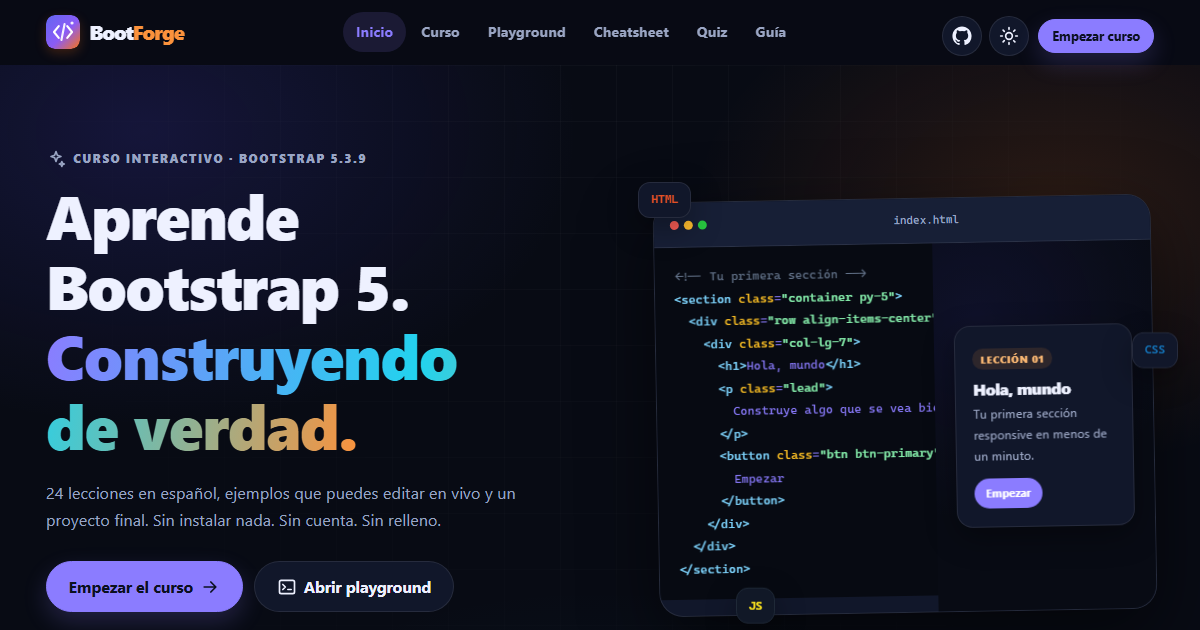 BootForge
Inicio
Curso
Playground
Cheatsheet
Quiz
Guía
Empezar curso
CURSO INTERACTIVO · BOOTSTRAP 5.3.9
Aprende
Bootstrap 5.
Construyendo
de verdad.
24 lecciones en español, ejemplos que puedes editar en vivo y un
proyecto final. Sin instalar nada. Sin cuenta. Sin relleno.
Empezar el curso →
Abrir playground
HTML
index.html
<!-- Tu primera sección -->
<section class="container py-5">
<div class="row align-items-center"
<div class="col-lg-7">
<h1>Hola, mundo</h1>
<p class="lead">
Construye algo que se vea bie
</p>
<button class="btn btn-primary"
Empezar
</button>
</div>
</div>
</section>
LECCIÓN 01
Hola, mundo
Tu primera sección
responsive en menos de
un minuto.
Empezar
CSS
JS